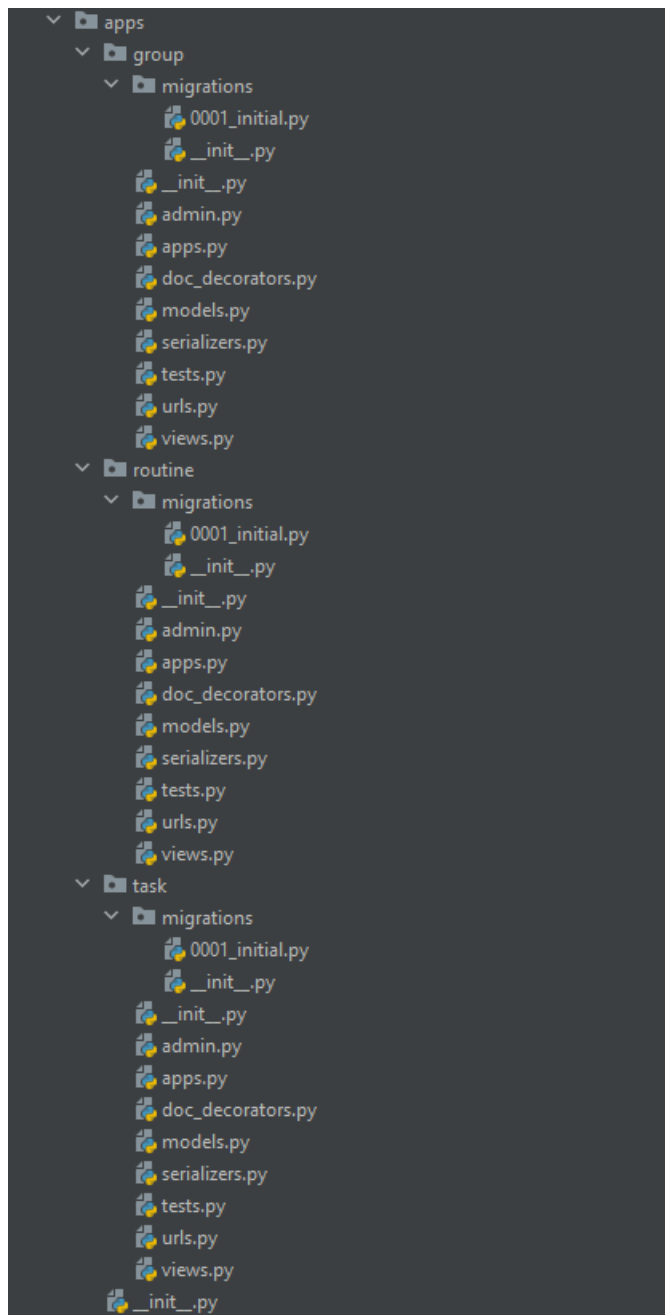 apps
group
migrations
0001_initial.py
__init__.py
__init__.py
admin.py
apps.py
doc_decorators.py
models.py
serializers.py
tests.py
urls.py
views.py
routine
migrations
0001_initial.py
__init__.py
__init__.py
admin.py
apps.py
doc_decorators.py
models.py
serializers.py
tests.py
urls.py
views.py
task
migrations
0001_initial.py
__init__.py
__init__.py
admin.py
apps.py
doc_decorators.py
models.py
serializers.py
tests.py
urls.py
views.py
__init__.py